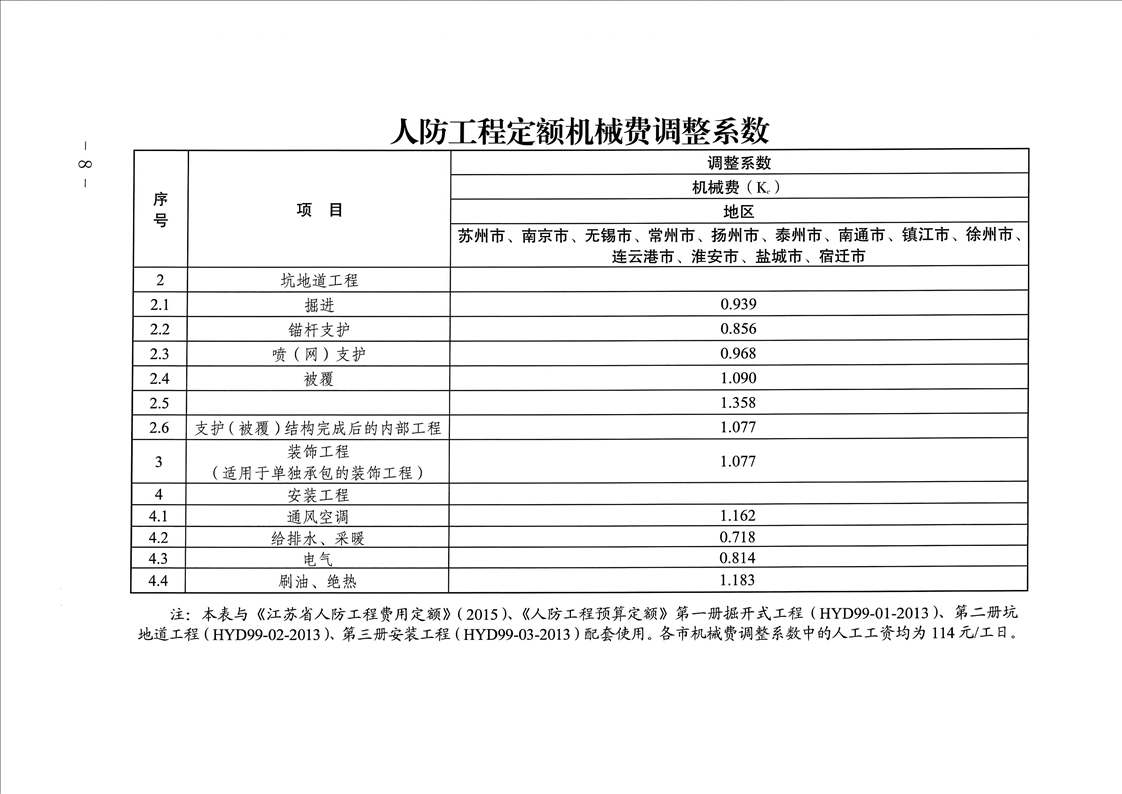 人防工程定额机械费调整系数
– 8 –
序号
项 目
调整系数
机械费（Kc）
地区
苏州市、南京市、无锡市、常州市、扬州市、泰州市、南通市、镇江市、徐州市、
连云港市、淮安市、盐城市、宿迁市
2 坑地道工程
2.1 掘进 0.939
2.2 锚杆支护 0.856
2.3 喷（网）支护 0.968
2.4 被覆 1.090
2.5 1.358
2.6 支护（被覆）结构完成后的内部工程 1.077
3 装饰工程 1.077
（适用于单独承包的装饰工程）
4 安装工程
4.1 通风空调 1.162
4.2 给排水、采暖 0.718
4.3 电气 0.814
4.4 刷油、绝热 1.183
注：本表与《江苏省人防工程费用定额》（2015）、《人防工程预算定额》第一册掘开式工程（HYD99-01-2013）、第二册坑
地道工程（HYD99-02-2013）、第三册安装工程（HYD99-03-2013）配套使用。各市机械费调整系数中的人工工资均为 114 元/工日。